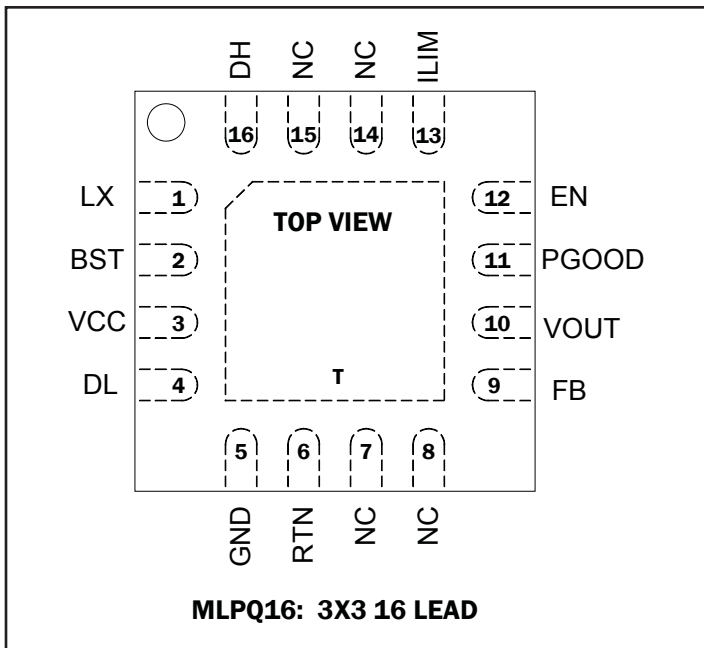 DH NC NC ILIM
16 15 14 13
LX 1 12 EN
TOP VIEW
BST 2 11 PGOOD
VCC 3 10 VOUT
DL 4 T 9 FB
5 6 7 8
GND RTN NC NC
MLPQ16: 3X3 16 LEAD